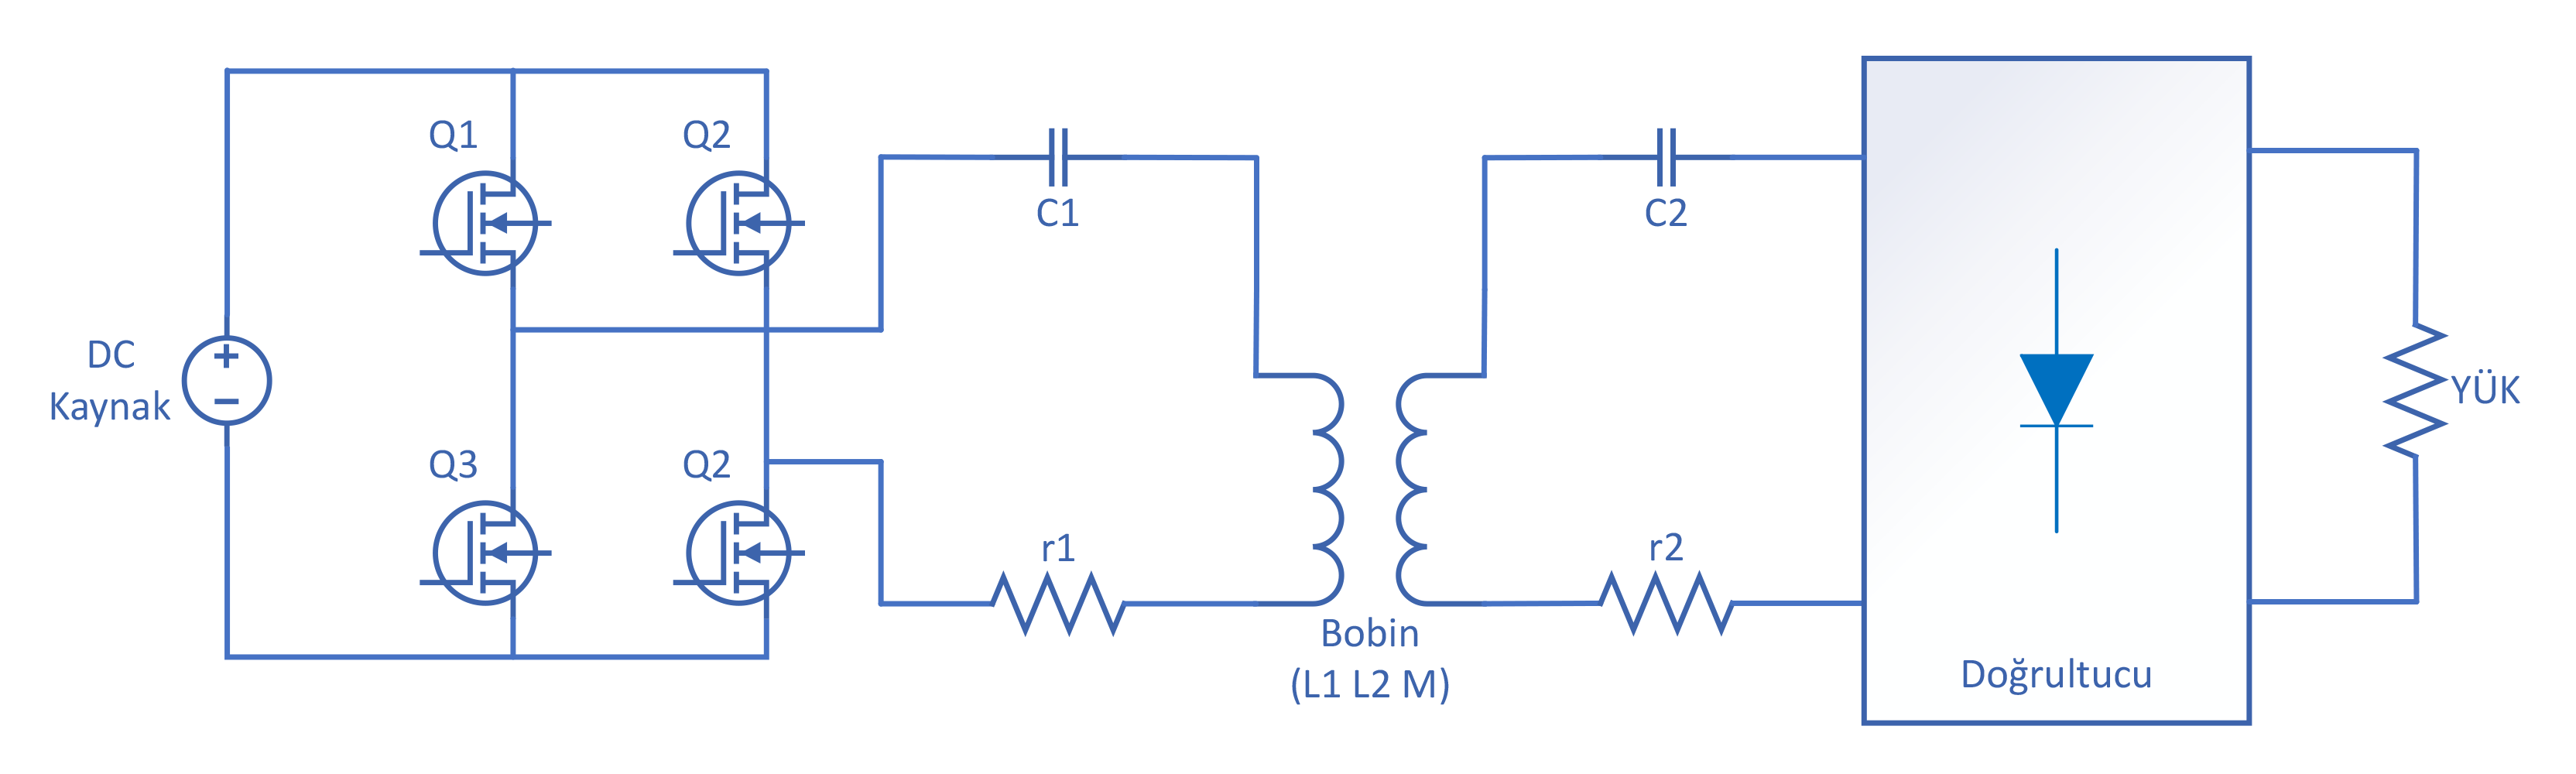 Q1
Q2
C1
C2
DC
Kaynak
YÜK
Q3
Q2
r1
r2
Bobin
(L1 L2 M)
Doğrultucu